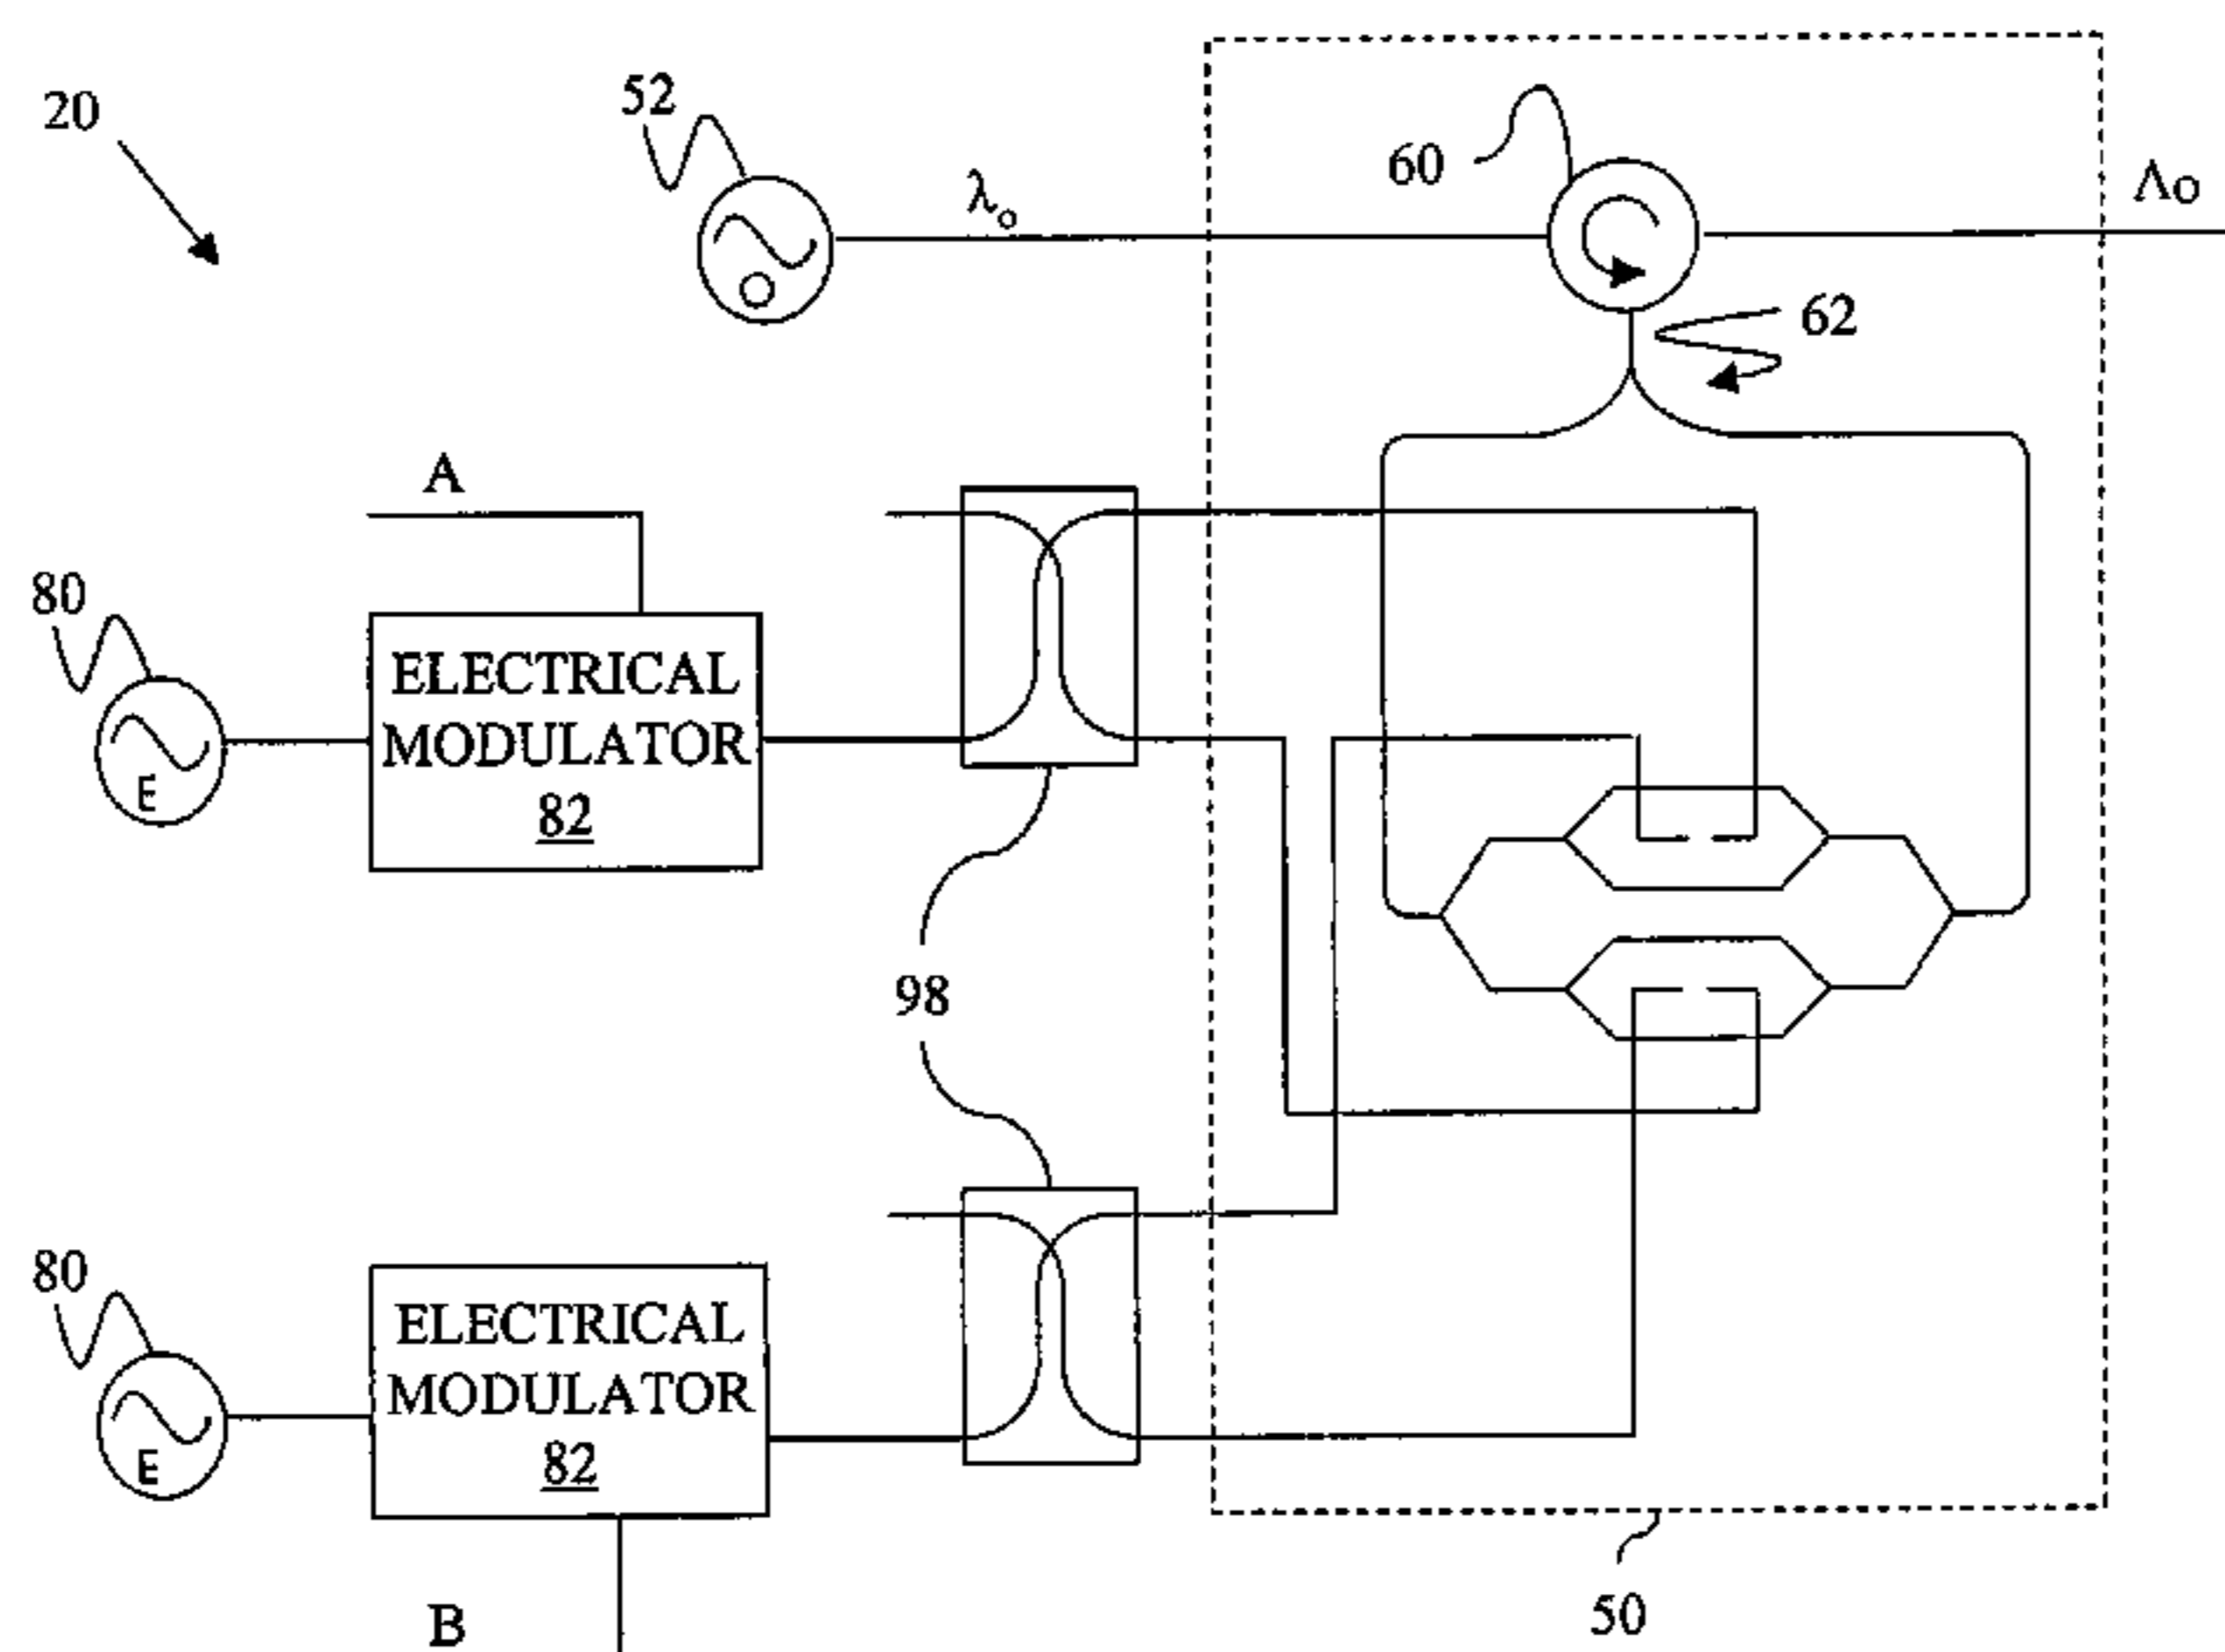 20
52
λo
60
Λo
62
A
80
ELECTRICAL
MODULATOR
82
E
98
80
ELECTRICAL
MODULATOR
82
E
B
50
O